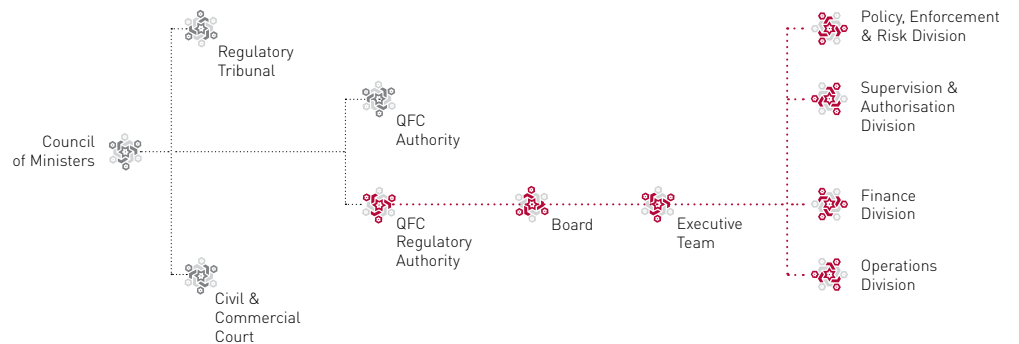 Council
of Ministers
Regulatory
Tribunal
Civil &
Commercial
Court
QFC
Authority
QFC
Regulatory
Authority
Board
Executive
Team
Policy, Enforcement
& Risk Division
Supervision &
Authorisation
Division
Finance
Division
Operations
Division